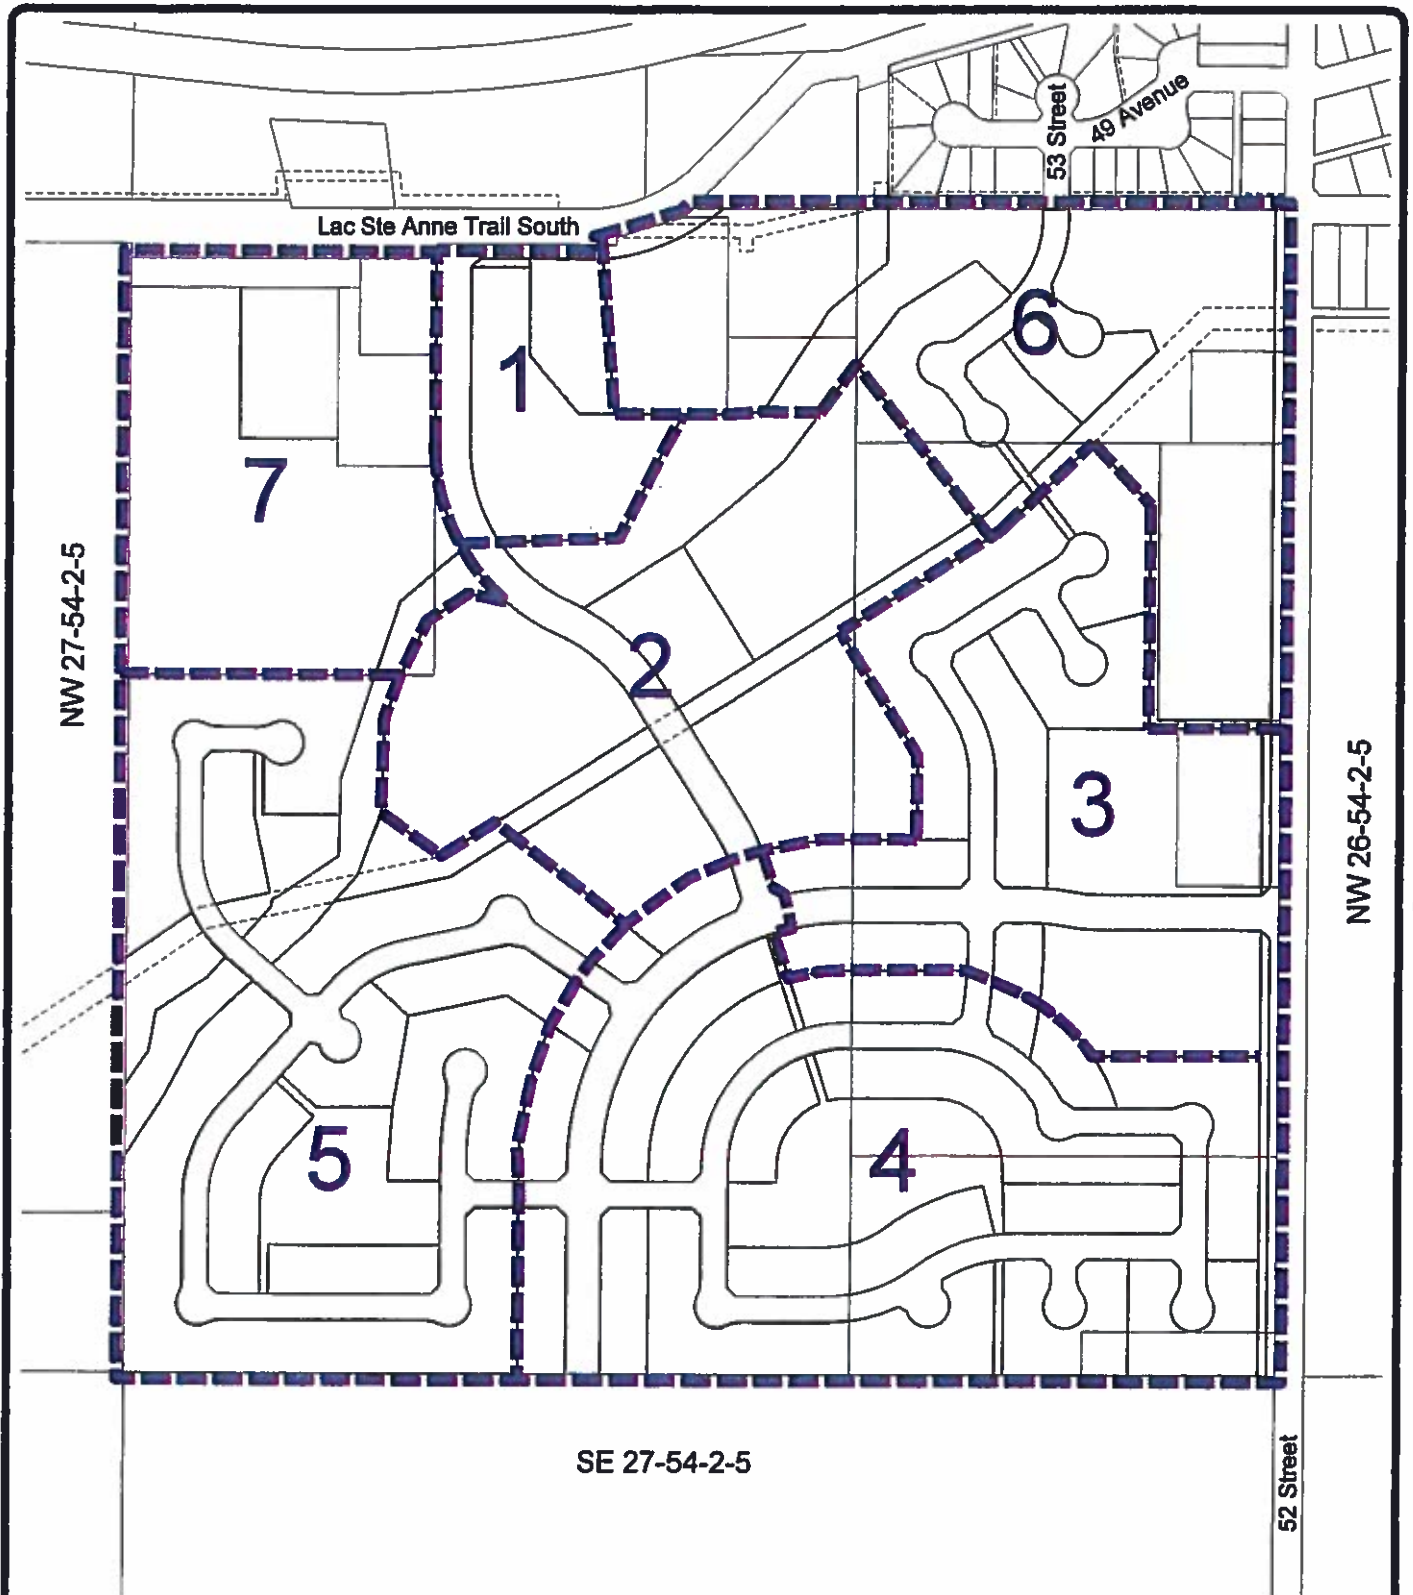 53 Street
49 Avenue
Lac Ste Anne Trail South
6
1
7
NW 27-54-2-5
2
3
NW 26-54-2-5
5
4
SE 27-54-2-5
52 Street